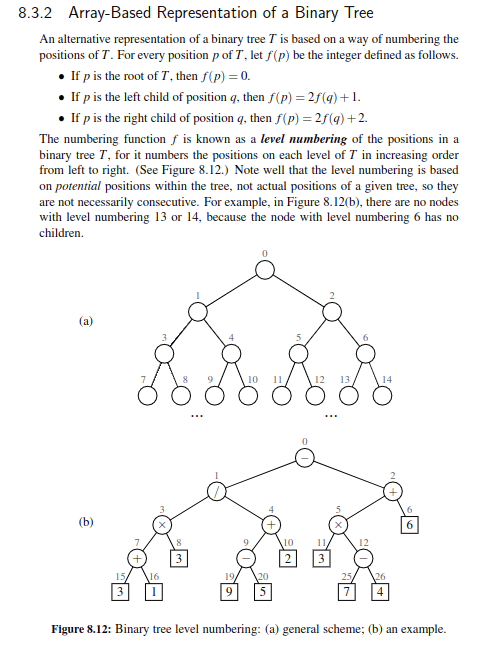 8.3.2 Array-Based Representation of a Binary Tree
An alternative representation of a binary tree T is based on a way of numbering the
positions of T. For every position p of T, let f(p) be the integer defined as follows.
• If p is the root of T, then f(p) = 0.
• If p is the left child of position q, then f(p) = 2f(q)+1.
• If p is the right child of position q, then f(p) = 2f(q)+2.
The numbering function f is known as a level numbering of the positions in a
binary tree T, for it numbers the positions on each level of T in increasing order
from left to right. (See Figure 8.12.) Note well that the level numbering is based
on potential positions within the tree, not actual positions of a given tree, so they
are not necessarily consecutive. For example, in Figure 8.12(b), there are no nodes
with level numbering 13 or 14, because the node with level numbering 6 has no
children.
0
1 2
(a)
3 4 5 6
7 8 9 10 11 12 13 14
... ...
0
−
1 2
/ +
3 4 5 6
(b)
× + × 6
7 8 9 10 11 12
+ 3 − 2 3 −
15 16 19 20 25 26
3 1 9 5 7 4
Figure 8.12: Binary tree level numbering: (a) general scheme; (b) an example.